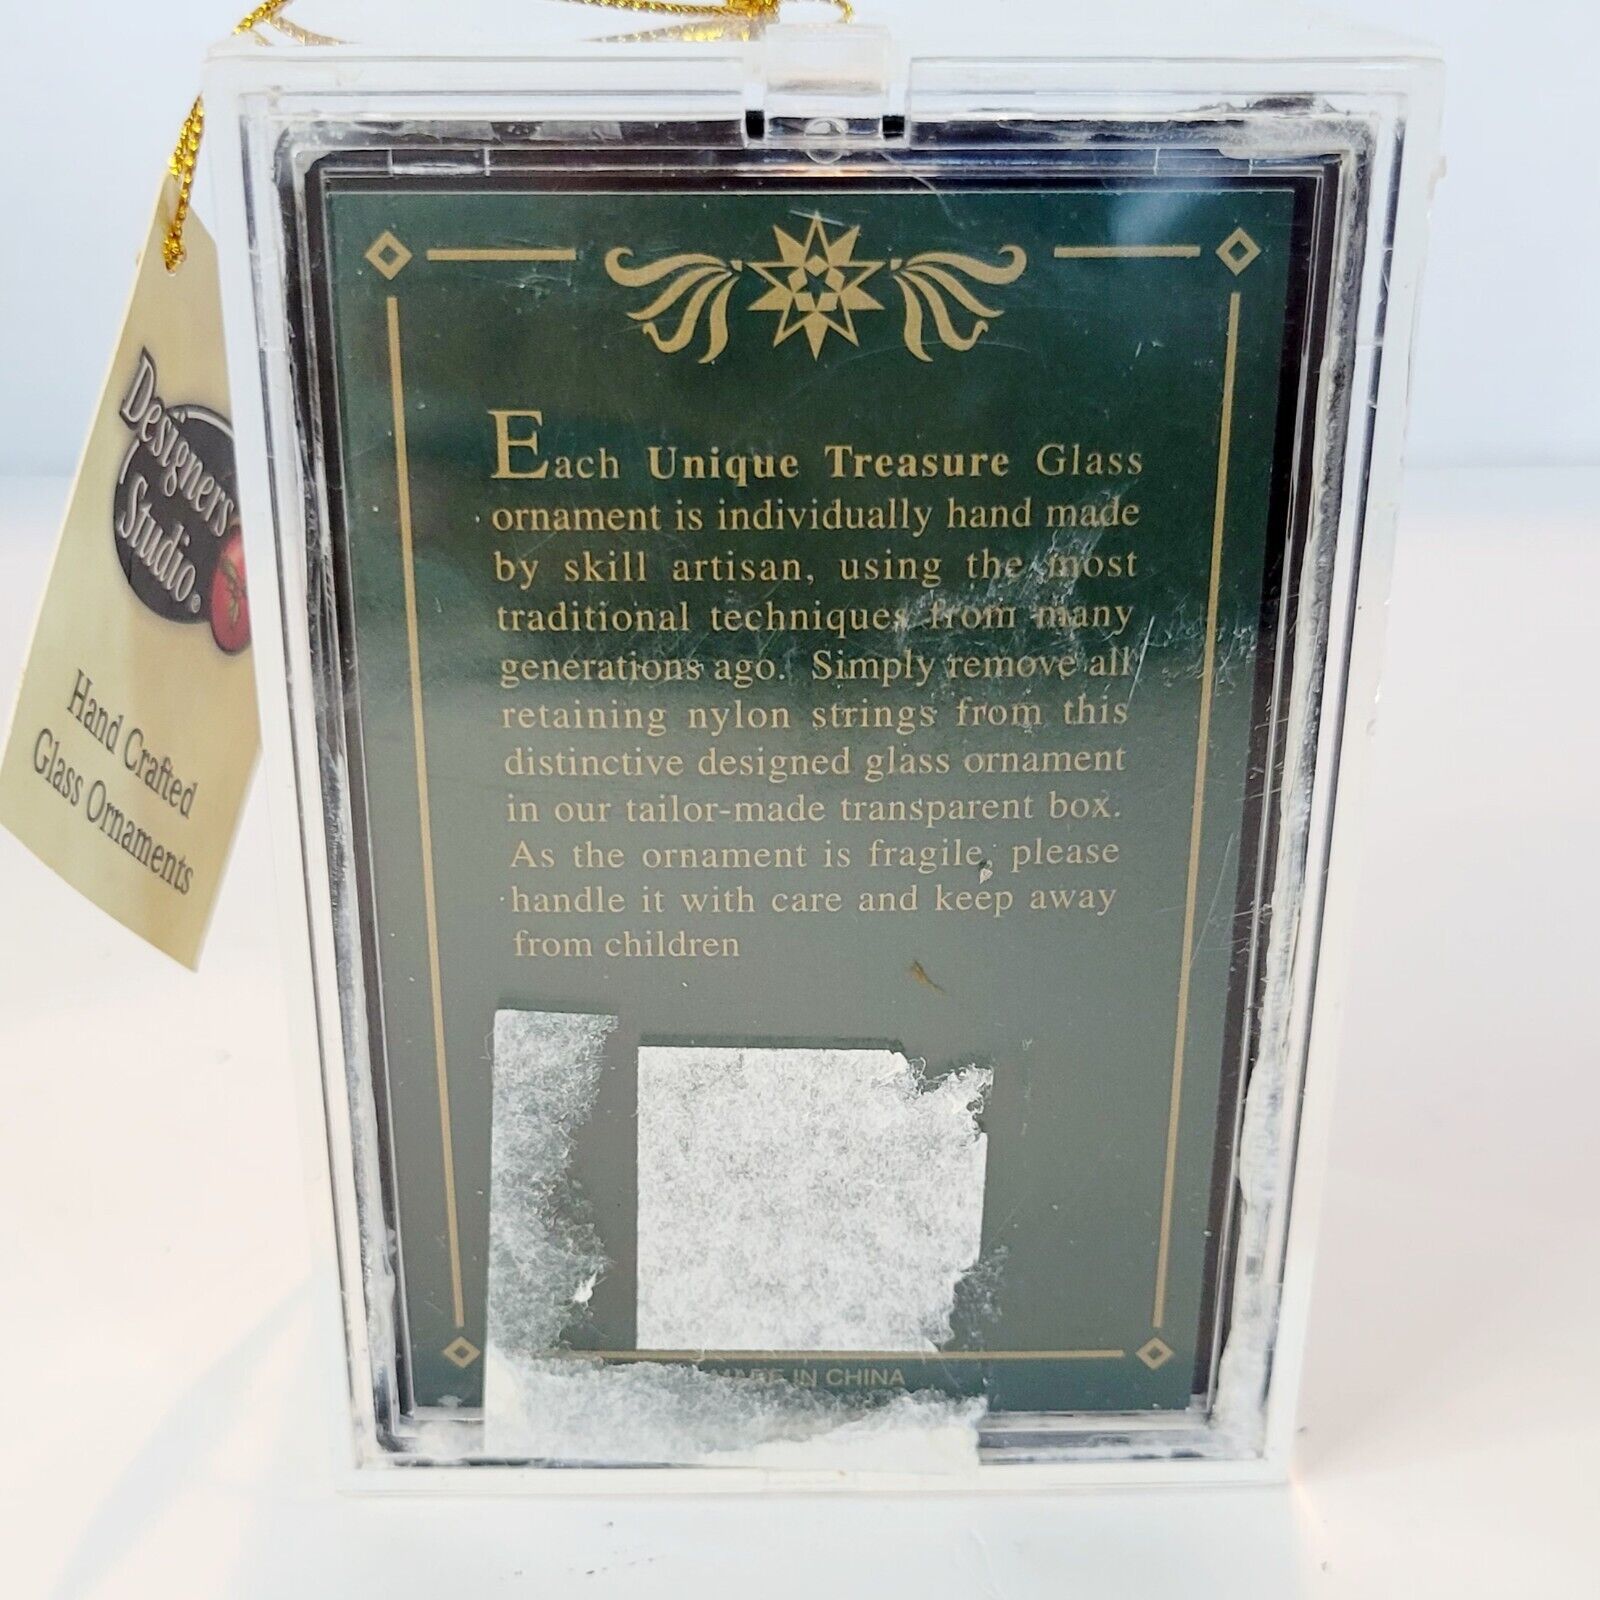 Designers
Studio®
Hand Crafted
Glass Ornaments
Each Unique Treasure Glass
ornament is individually hand made
by skill artisan, using the most
traditional techniques from many
generations ago. Simply remove all
retaining nylon strings from this
distinctive designed glass ornament
in our tailor-made transparent box.
As the ornament is fragile, please
handle it with care and keep away
from children
MADE IN CHINA